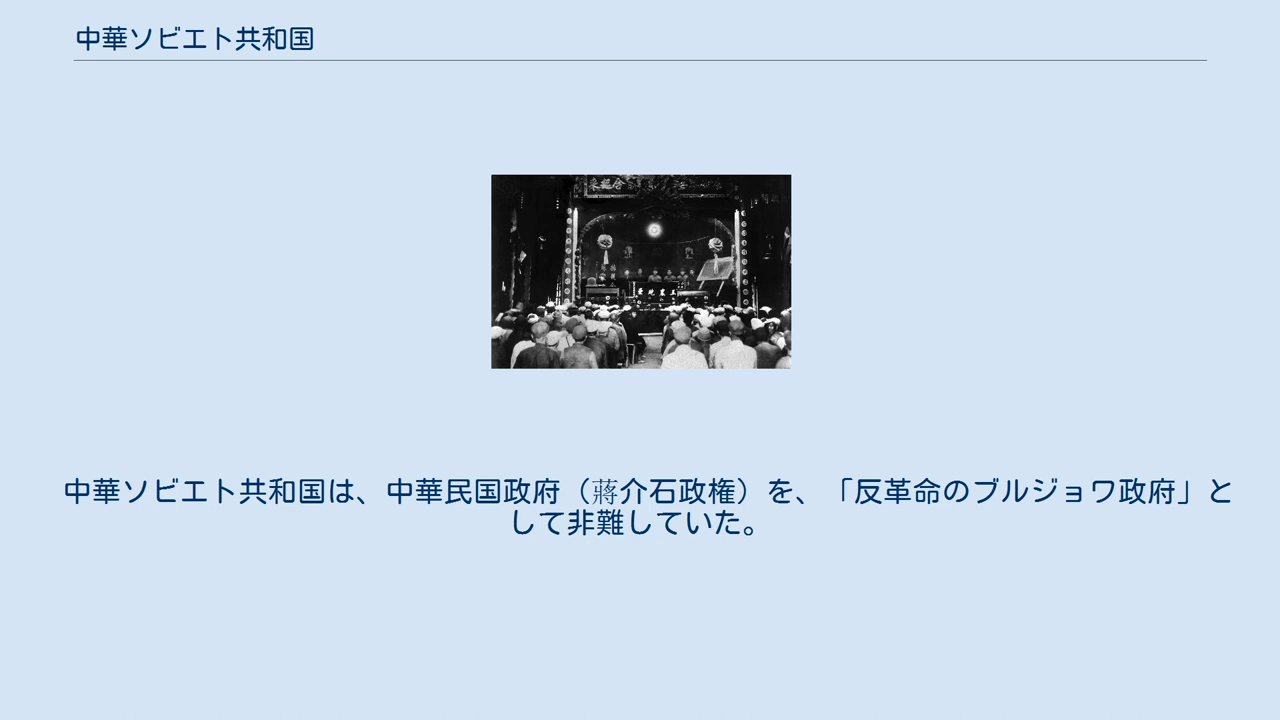 中華ソビエト共和国
中華ソビエト共和国は、中華民国政府（蔣介石政権）を、「反革命のブルジョワ政府」と
して非難していた。